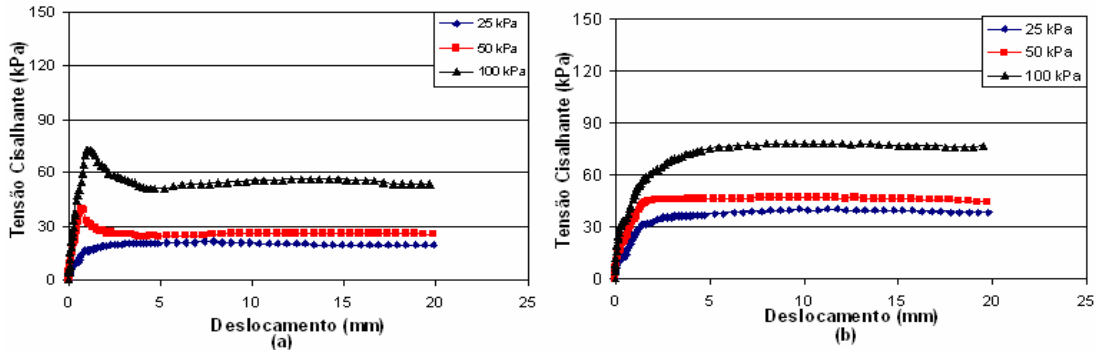 150
120
90
60
30
0
Tensão Cisalhante (kPa)
25 kPa
50 kPa
100 kPa
0 5 10 15 20 25
Deslocamento (mm)
(a)
150
120
90
60
30
0
Tensão Cisalhante (kPa)
25 kPa
50 kPa
100 kPa
0 5 10 15 20 25
Deslocamento (mm)
(b)